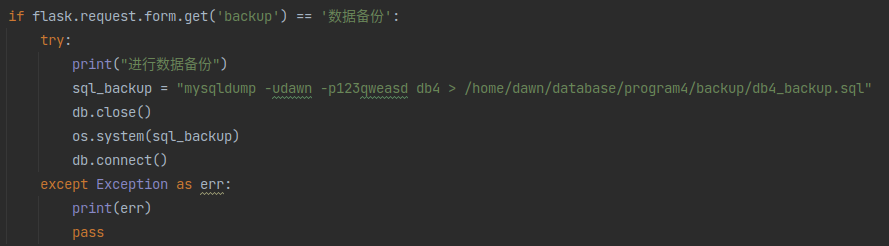 if flask.request.form.get('backup') == '数据备份':
    try:
        print("进行数据备份")
        sql_backup = "mysqldump -udawn -p123qweasd db4 > /home/dawn/database/program4/backup/db4_backup.sql"
        db.close()
        os.system(sql_backup)
        db.connect()
    except Exception as err:
        print(err)
        pass